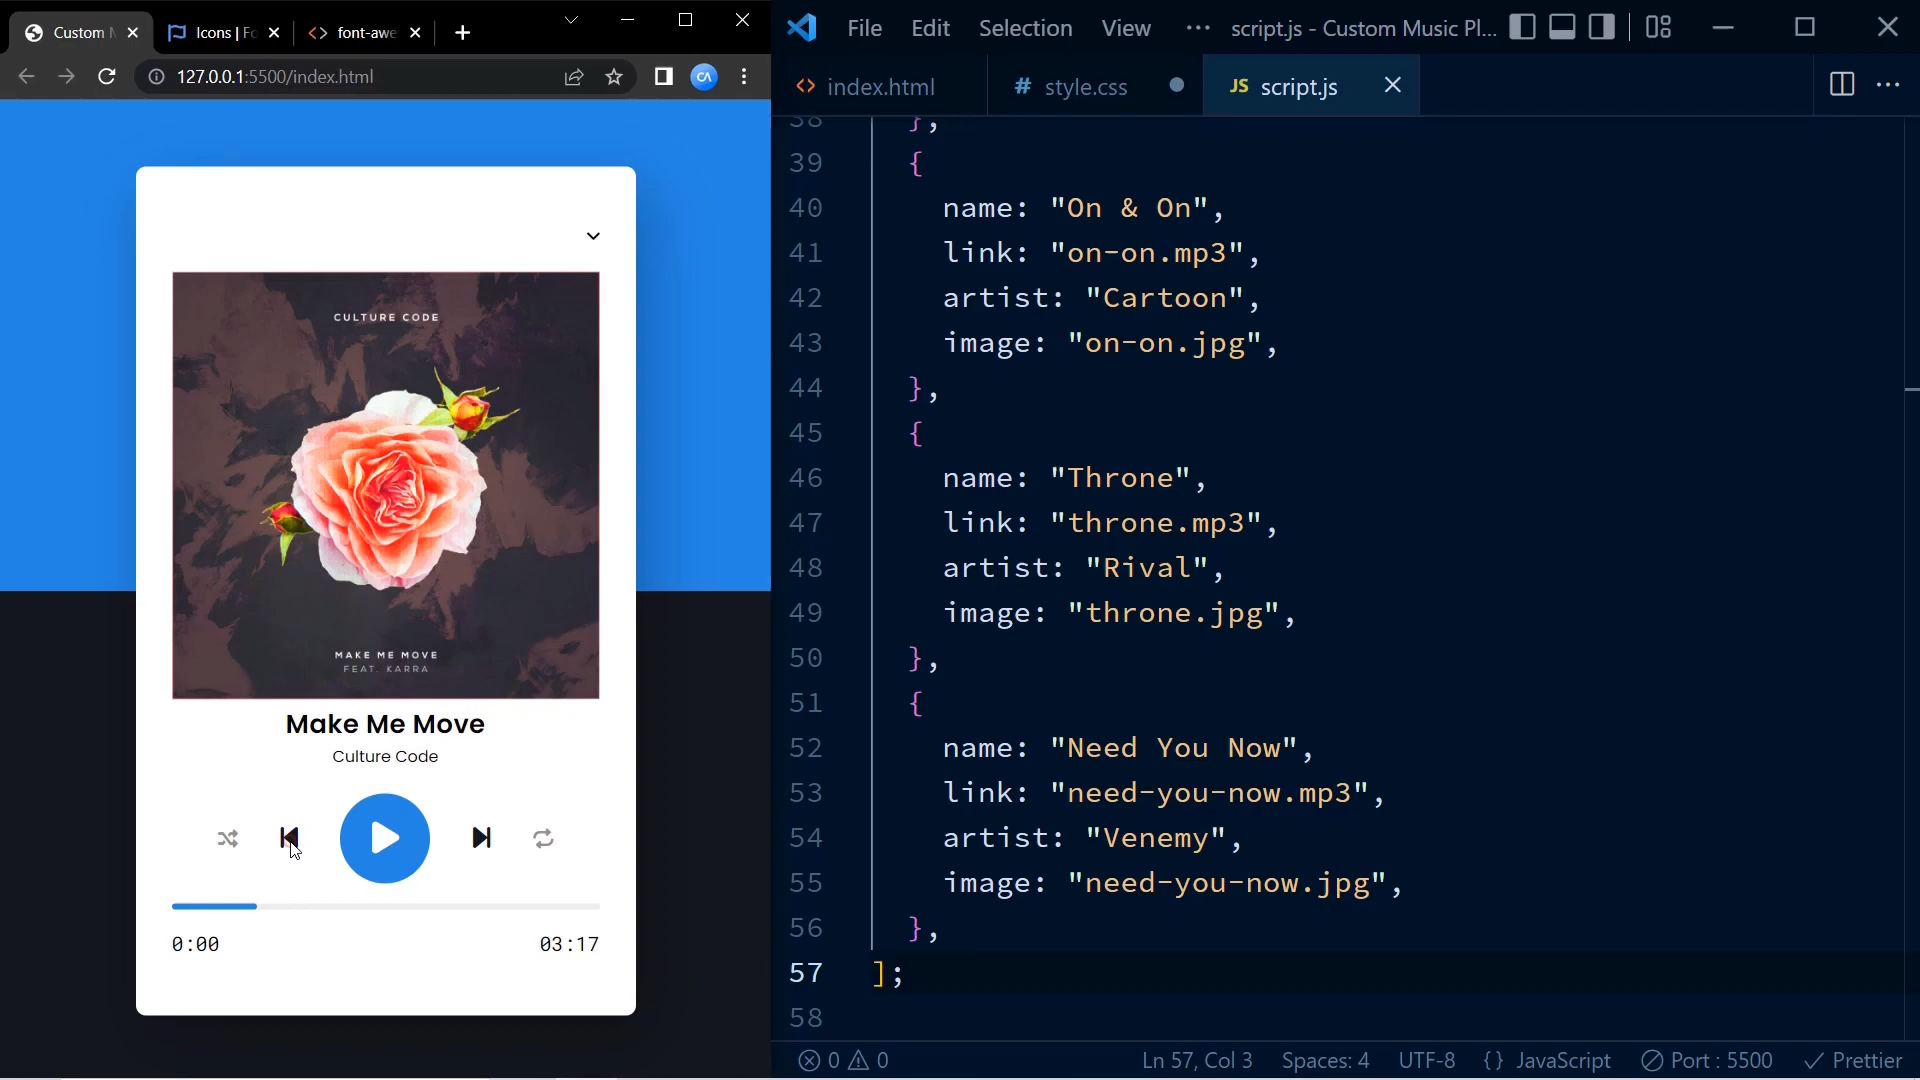 Custom M
Icons | Fo
font-awe
127.0.0.1:5500/index.html
CA
CULTURE CODE
MAKE ME MOVE
FEAT. KARRA
Make Me Move
Culture Code
0:00
03:17
File Edit Selection View ··· script.js - Custom Music Pl...
<> index.html
# style.css
JS script.js
38 },
39 {
40 name: "On & On",
41 link: "on-on.mp3",
42 artist: "Cartoon",
43 image: "on-on.jpg",
44 },
45 {
46 name: "Throne",
47 link: "throne.mp3",
48 artist: "Rival",
49 image: "throne.jpg",
50 },
51 {
52 name: "Need You Now",
53 link: "need-you-now.mp3",
54 artist: "Venemy",
55 image: "need-you-now.jpg",
56 },
57 ];
58
0 0 Ln 57, Col 3 Spaces: 4 UTF-8 {} JavaScript Port : 5500 Prettier